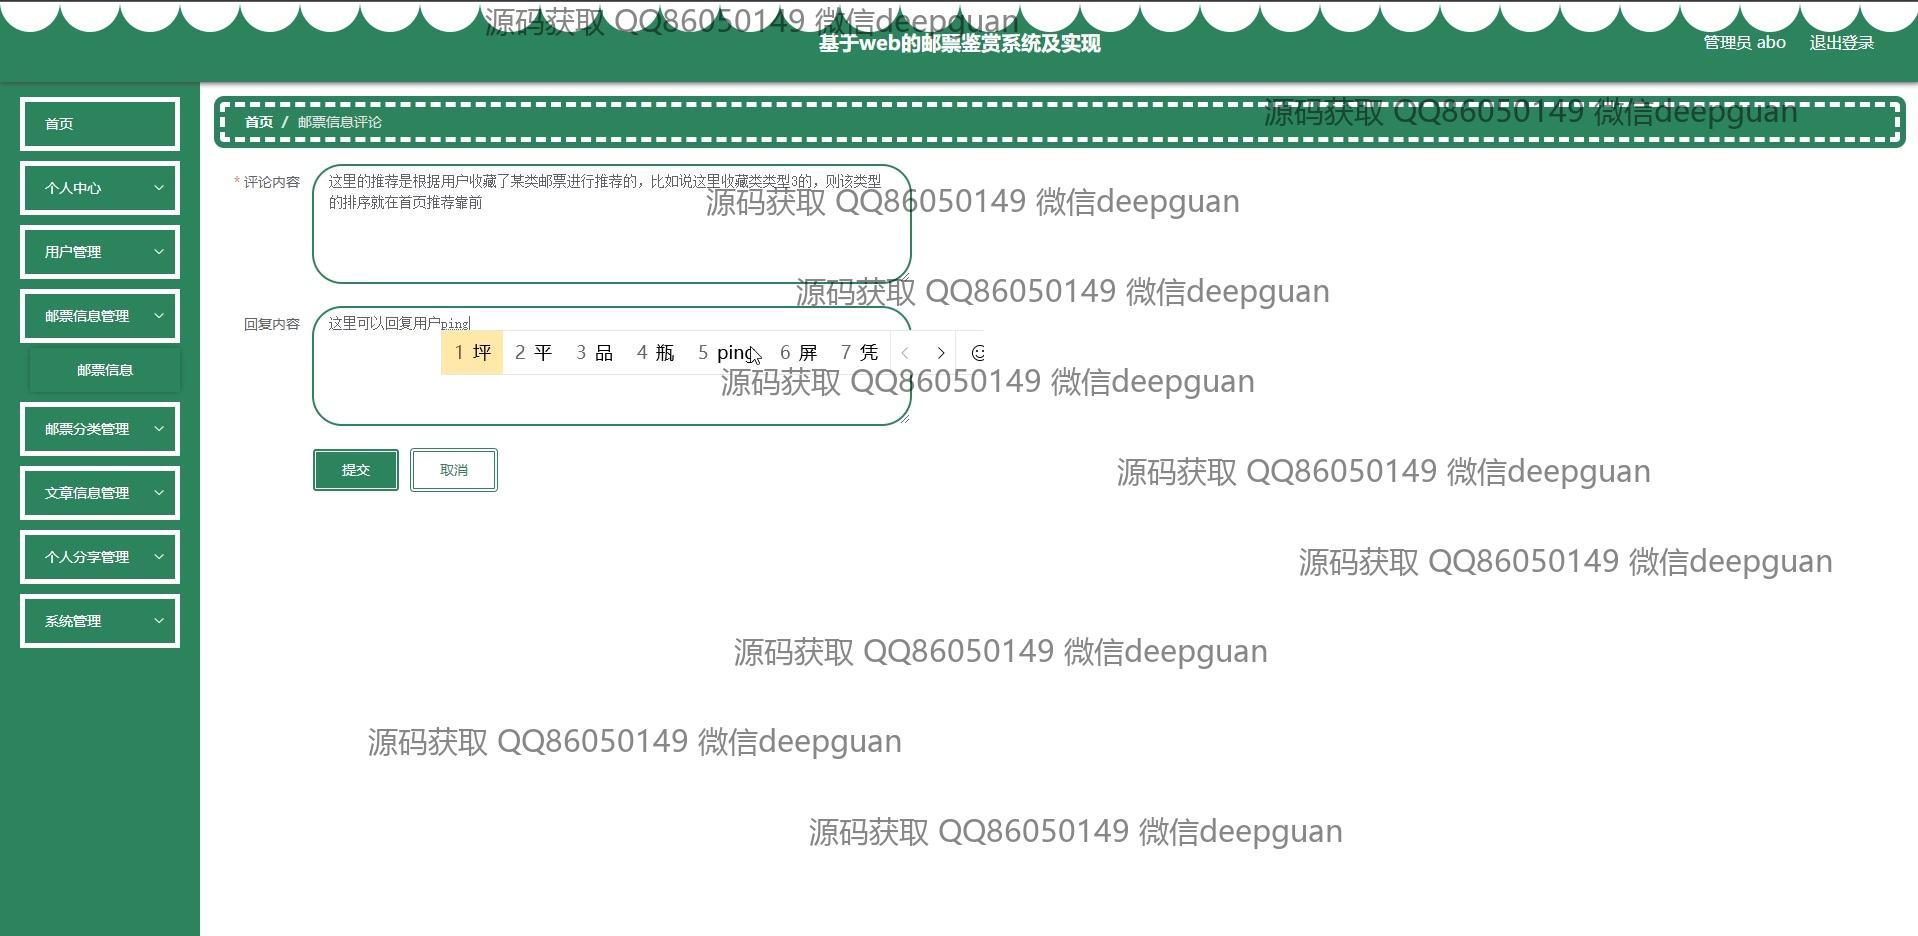 源码获取 QQ86050149 微信deepguan
基于web的邮票鉴赏系统及实现
管理员 abo
退出登录
首页
个人中心
用户管理
邮票信息管理
邮票信息
邮票分类管理
文章信息管理
个人分享管理
系统管理
首页 / 邮票信息评论
源码获取 QQ86050149 微信deepguan
* 评论内容
这里的推荐是根据用户收藏了某类邮票进行推荐的，比如说这里收藏类类型3的，则该类型
的排序就在首页推荐靠前
源码获取 QQ86050149 微信deepguan
源码获取 QQ86050149 微信deepguan
回复内容
这里可以回复用户ping
1 坪 2 平 3 品 4 瓶 5 ping 6 屏 7 凭
源码获取 QQ86050149 微信deepguan
提交
取消
源码获取 QQ86050149 微信deepguan
源码获取 QQ86050149 微信deepguan
源码获取 QQ86050149 微信deepguan
源码获取 QQ86050149 微信deepguan
源码获取 QQ86050149 微信deepguan